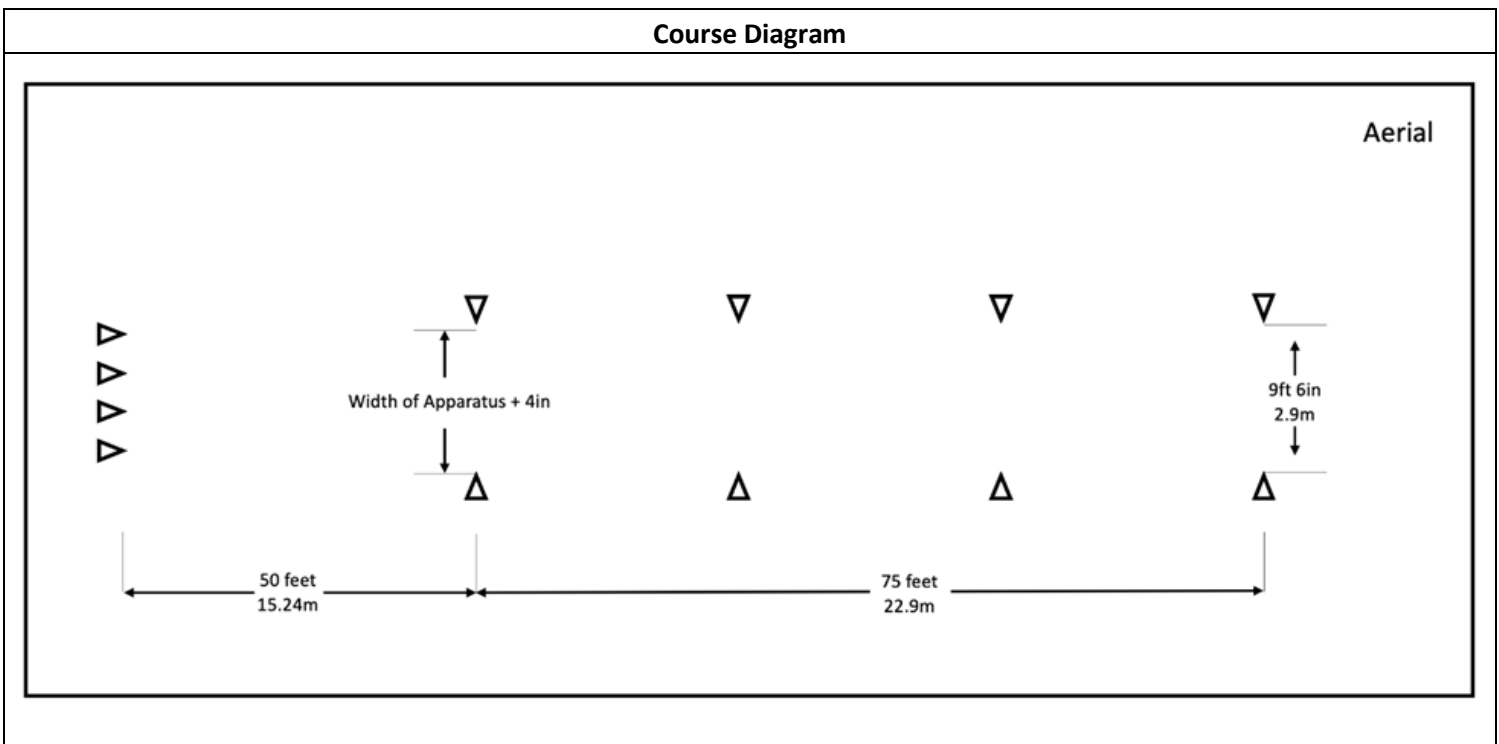 Course Diagram
Aerial
Width of Apparatus + 4in
9ft 6in
2.9m
50 feet
15.24m
75 feet
22.9m